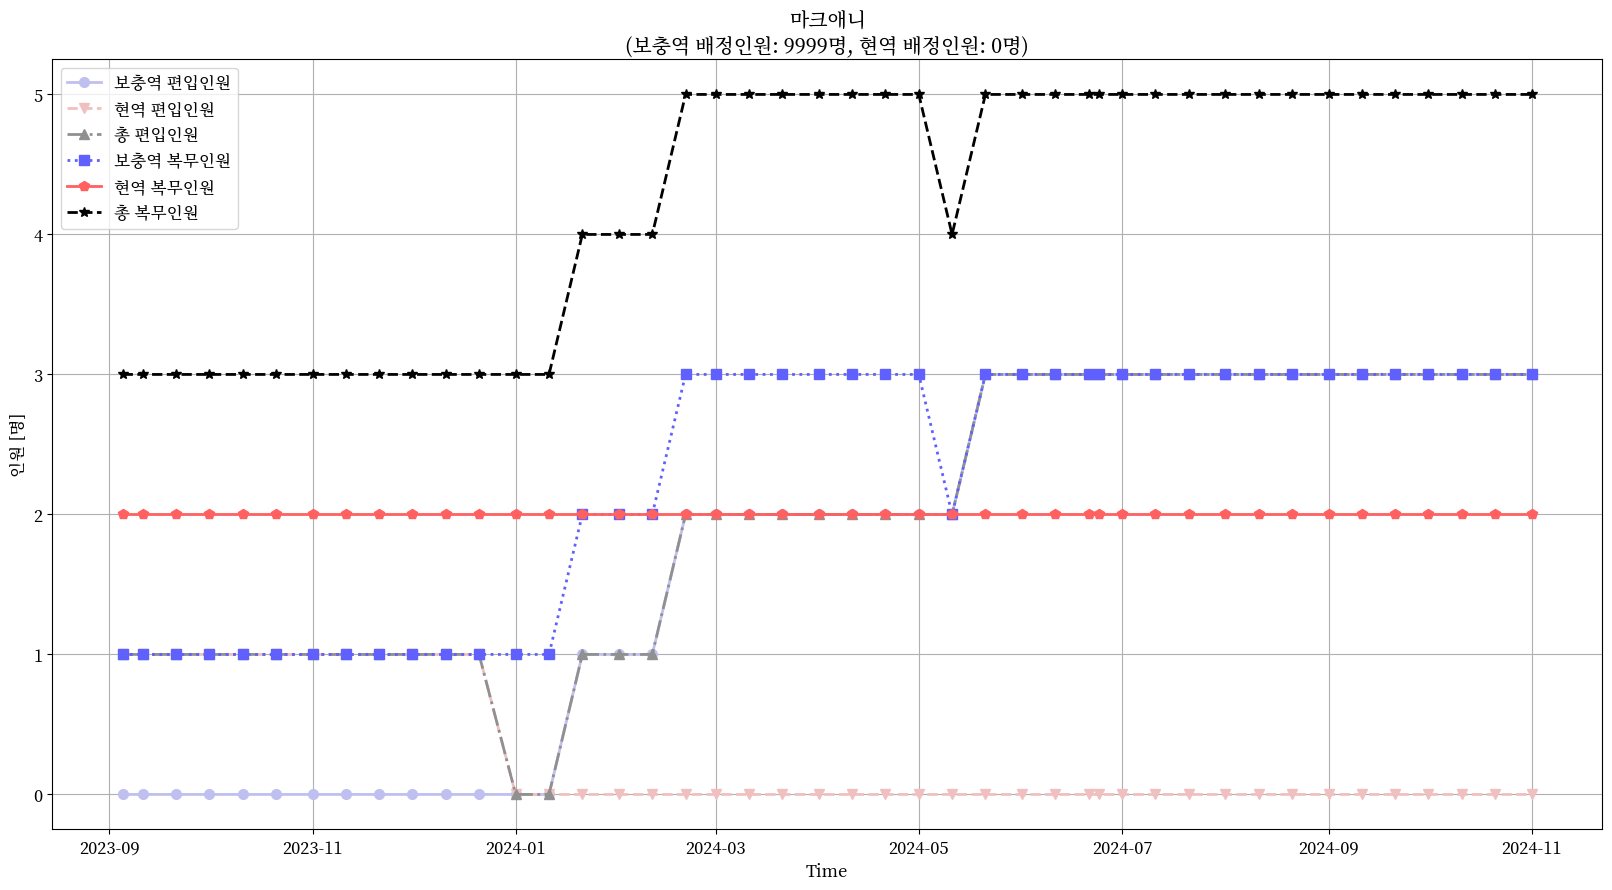 마크애니
(보충역 배정인원: 9999명, 현역 배정인원: 0명)
보충역 편입인원
현역 편입인원
총 편입인원
보충역 복무인원
현역 복무인원
총 복무인원
5
4
3
2
1
0
인원 [명]
2023-09 2023-11 2024-01 2024-03 2024-05 2024-07 2024-09 2024-11
Time